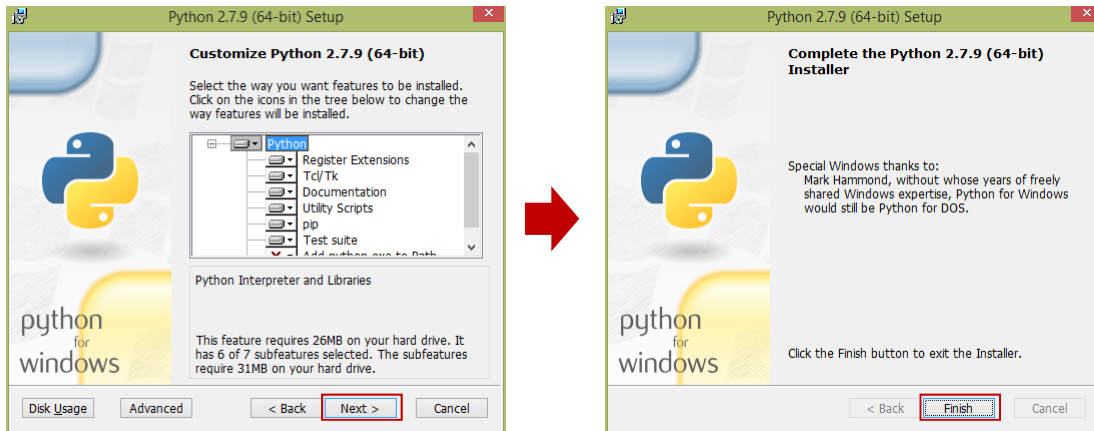 Python 2.7.9 (64-bit) Setup
Customize Python 2.7.9 (64-bit)
Select the way you want features to be installed.
Click on the icons in the tree below to change the
way features will be installed.
Python
Register Extensions
Tcl/Tk
Documentation
Utility Scripts
pip
Test suite
Add python.exe to Path
Python Interpreter and Libraries
This feature requires 26MB on your hard drive. It
has 6 of 7 subfeatures selected. The subfeatures
require 31MB on your hard drive.
python
for
windows
Disk Usage
Advanced
< Back
Next >
Cancel
Python 2.7.9 (64-bit) Setup
Complete the Python 2.7.9 (64-bit)
Installer
Special Windows thanks to:
Mark Hammond, without whose years of freely
shared Windows expertise, Python for Windows
would still be Python for DOS.
Click the Finish button to exit the Installer.
python
for
windows
< Back
Finish
Cancel